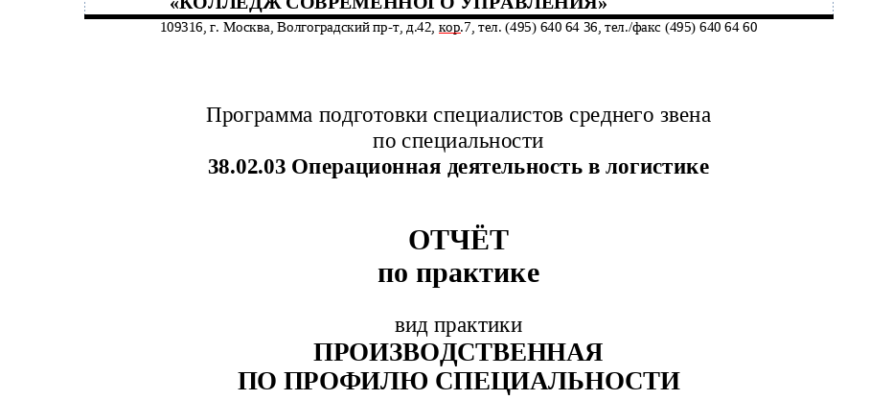 «КОЛЛЕДЖ СОВРЕМЕННОГО УПРАВЛЕНИЯ»
109316, г. Москва, Волгоградский пр-т, д.42, кор.7, тел. (495) 640 64 36, тел./факс (495) 640 64 60
Программа подготовки специалистов среднего звена
по специальности
38.02.03 Операционная деятельность в логистике
ОТЧЁТ
по практике
вид практики
ПРОИЗВОДСТВЕННАЯ
ПО ПРОФИЛЮ СПЕЦИАЛЬНОСТИ